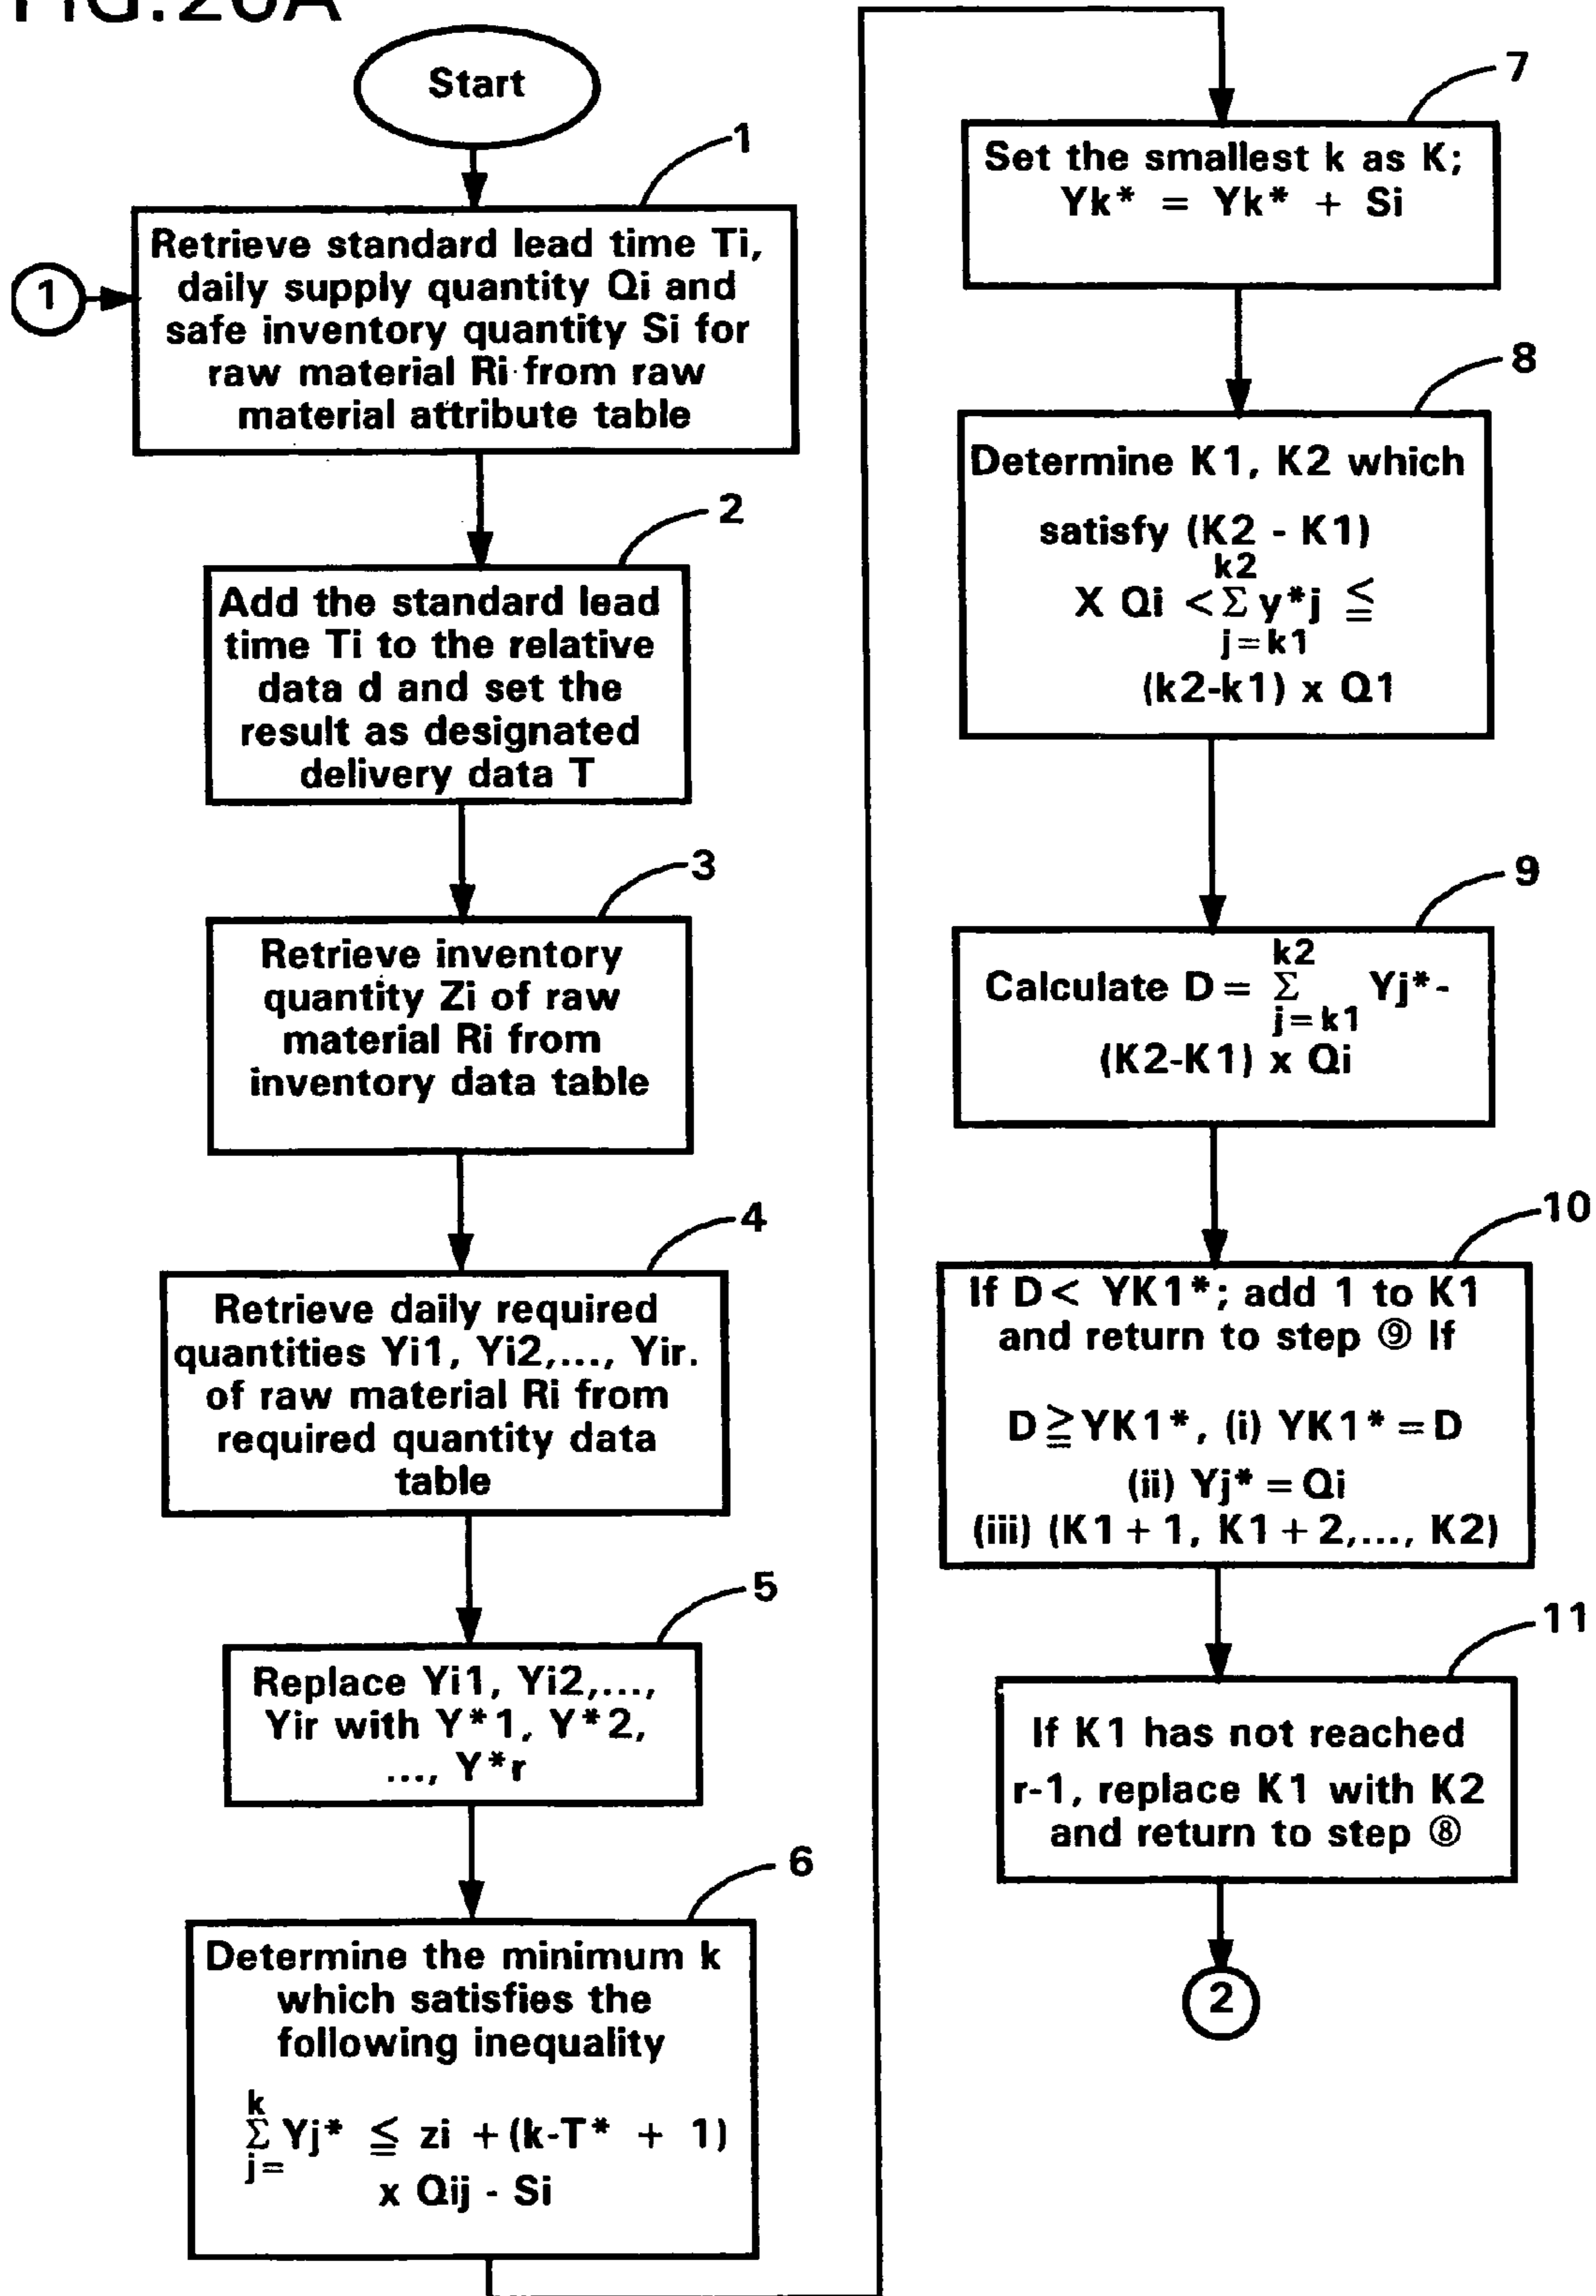 FIG.20A
Start
1
1
Retrieve standard lead time Ti,
daily supply quantity Qi and
safe inventory quantity Si for
raw material Ri from raw
material attribute table
2
Add the standard lead
time Ti to the relative
data d and set the
result as designated
delivery data T
3
Retrieve inventory
quantity Zi of raw
material Ri from
inventory data table
4
Retrieve daily required
quantities Yi1, Yi2,..., Yir.
of raw material Ri from
required quantity data
table
5
Replace Yi1, Yi2,...,
Yir with Y*1, Y*2,
..., Y*r
6
Determine the minimum k
which satisfies the
following inequality
k
Σ Yj* ≦ zi + (k-T* + 1)
j=
x Qij - Si
7
Set the smallest k as K;
Yk* = Yk* + Si
8
Determine K1, K2 which
satisfy (K2 - K1)
k2
X Qi < Σ y*j ≦
j=k1
(k2-k1) x Q1
9
k2
Calculate D = Σ Yj* -
j=k1
(K2-K1) x Qi
10
If D < YK1*; add 1 to K1
and return to step ⑨ If
D ≧ YK1*, (i) YK1* = D
(ii) Yj* = Qi
(iii) (K1 + 1, K1 + 2,..., K2)
11
If K1 has not reached
r-1, replace K1 with K2
and return to step ⑧
2